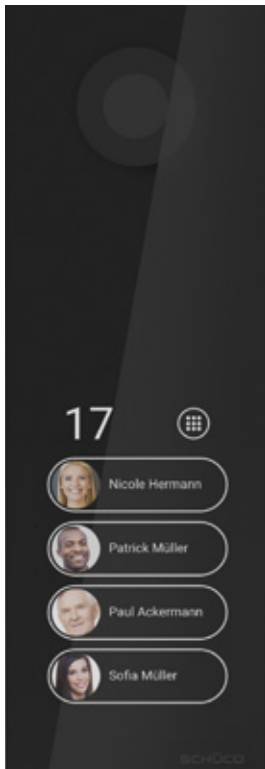 17
Nicole Hermann
Patrick Müller
Paul Ackermann
Sofia Müller
SCHÜCO